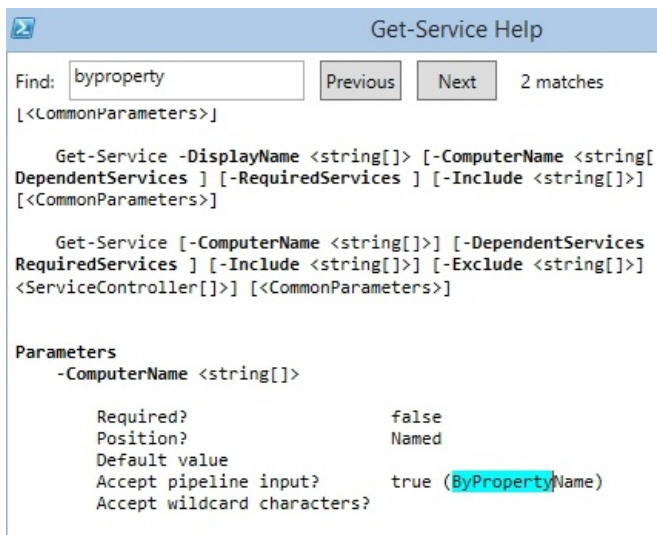 Get-Service Help
Find: byproperty Previous Next 2 matches
[<CommonParameters>]
Get-Service -DisplayName <string[]> [-ComputerName <string[
DependentServices ] [-RequiredServices ] [-Include <string[]>]
[<CommonParameters>]
Get-Service [-ComputerName <string[]>] [-DependentServices
RequiredServices ] [-Include <string[]>] [-Exclude <string[]>]
<ServiceController[]>] [<CommonParameters>]
Parameters
-ComputerName <string[]>
Required? false
Position? Named
Default value
Accept pipeline input? true (ByPropertyName)
Accept wildcard characters?